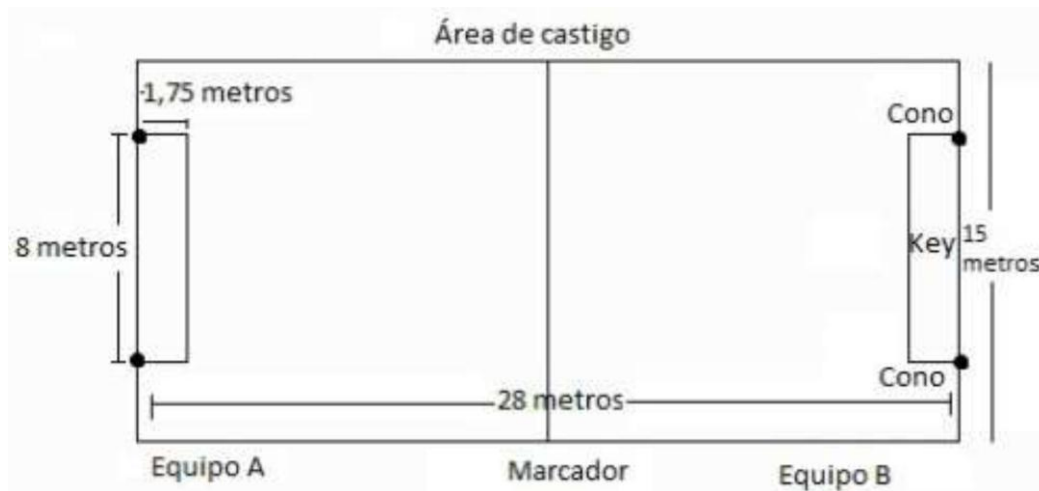 Área de castigo
1,75 metros
Cono
8 metros
Key
15
metros
Cono
28 metros
Equipo A
Marcador
Equipo B